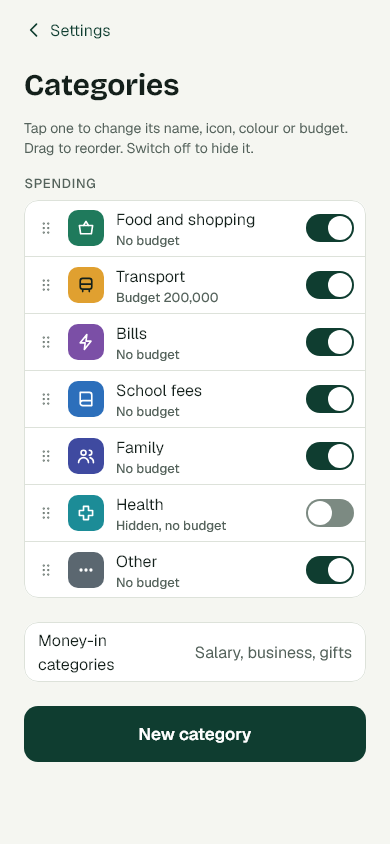 Settings
Categories
Tap one to change its name, icon, colour or budget.
Drag to reorder. Switch off to hide it.
SPENDING
Food and shopping
No budget
Transport
Budget 200,000
Bills
No budget
School fees
No budget
Family
No budget
Health
Hidden, no budget
Other
No budget
Money-in
categories
Salary, business, gifts
New category